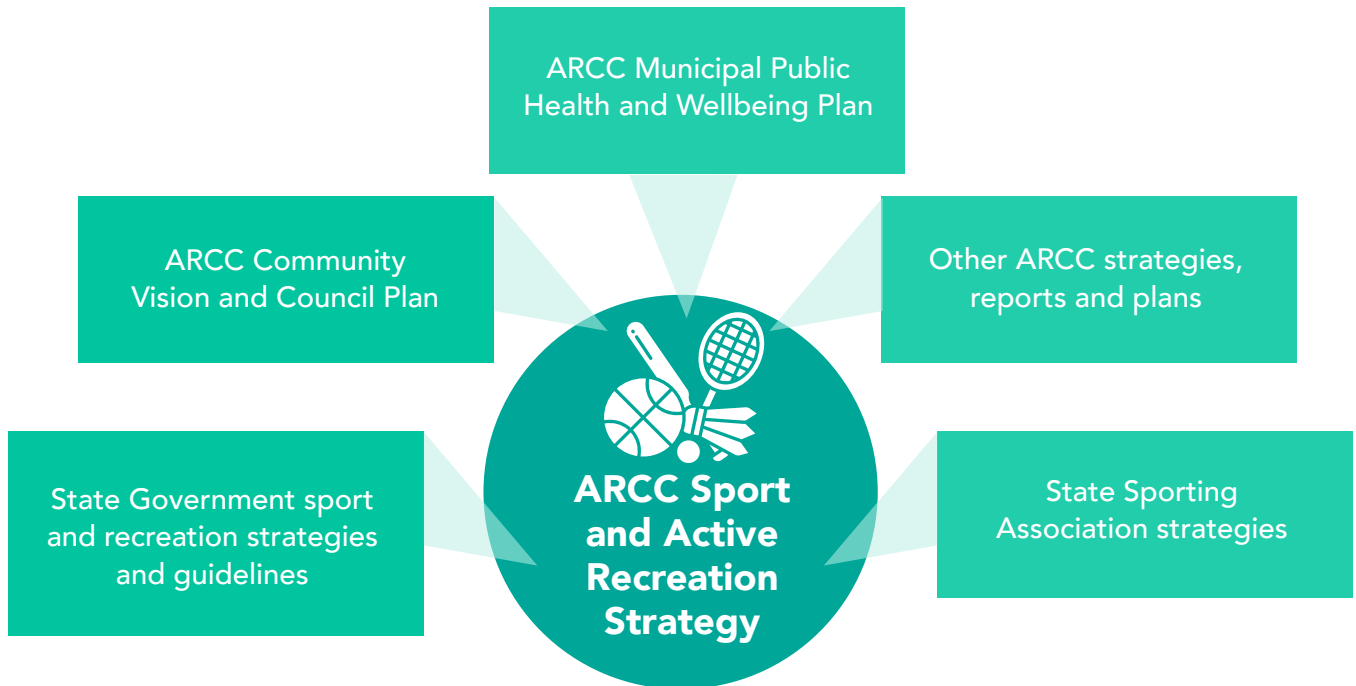 ARCC Municipal Public
Health and Wellbeing Plan
ARCC Community
Vision and Council Plan
Other ARCC strategies,
reports and plans
State Government sport
and recreation strategies
and guidelines
State Sporting
Association strategies
ARCC Sport
and Active
Recreation
Strategy